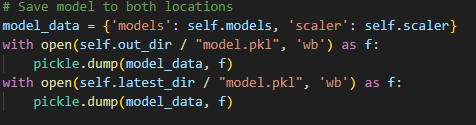 # Save model to both locations
model_data = {'models': self.models, 'scaler': self.scaler}
with open(self.out_dir / "model.pkl", 'wb') as f:
    pickle.dump(model_data, f)
with open(self.latest_dir / "model.pkl", 'wb') as f:
    pickle.dump(model_data, f)